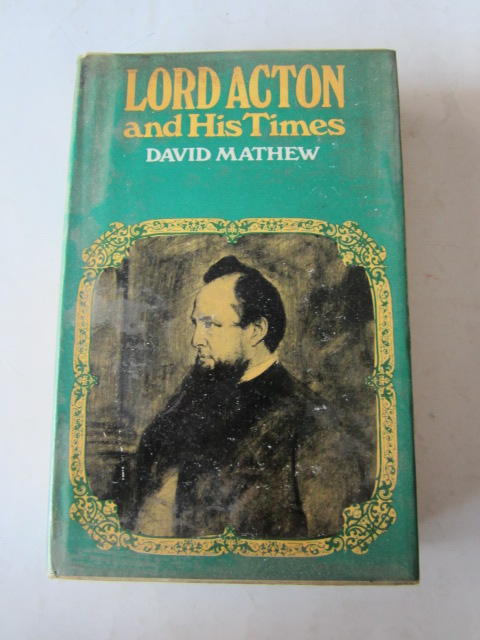 LORD ACTON
and His Times
DAVID MATHEW